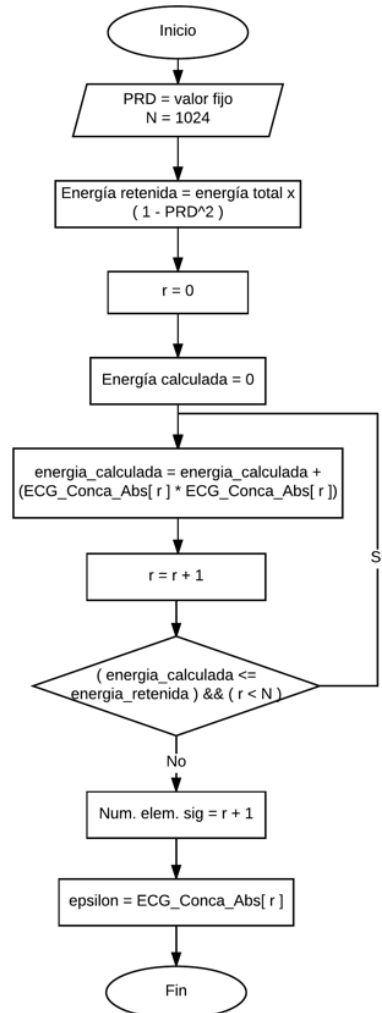 Inicio
PRD = valor fijo
N = 1024
Energía retenida = energía total x
( 1 - PRD^2 )
r = 0
Energía calculada = 0
energia_calculada = energia_calculada +
(ECG_Conca_Abs[ r ] * ECG_Conca_Abs[ r ])
r = r + 1
S
( energia_calculada <=
energia_retenida ) && ( r < N )
No
Num. elem. sig = r + 1
epsilon = ECG_Conca_Abs[ r ]
Fin